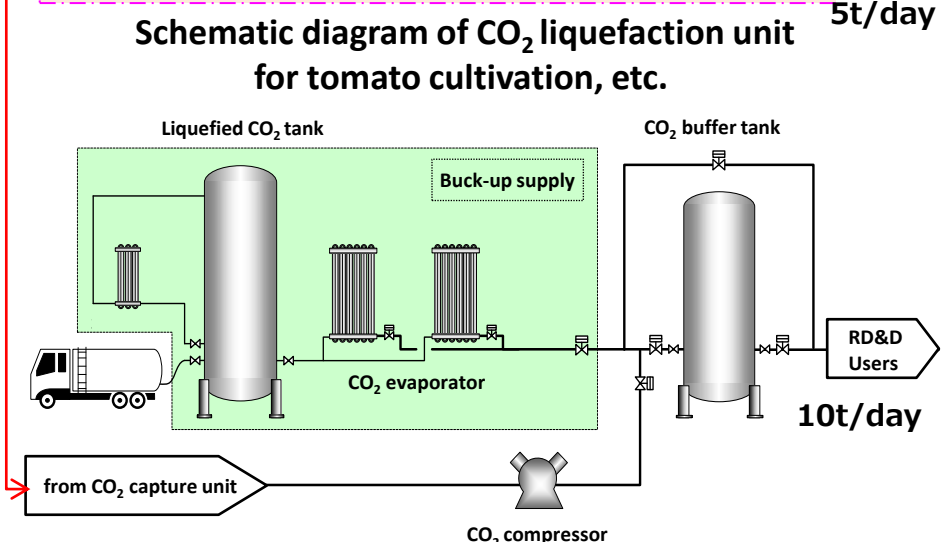 5t/day
Schematic diagram of CO₂ liquefaction unit
for tomato cultivation, etc.
Liquefied CO₂ tank
CO₂ buffer tank
Buck-up supply
RD&D
Users
CO₂ evaporator
10t/day
from CO₂ capture unit
CO₂ compressor